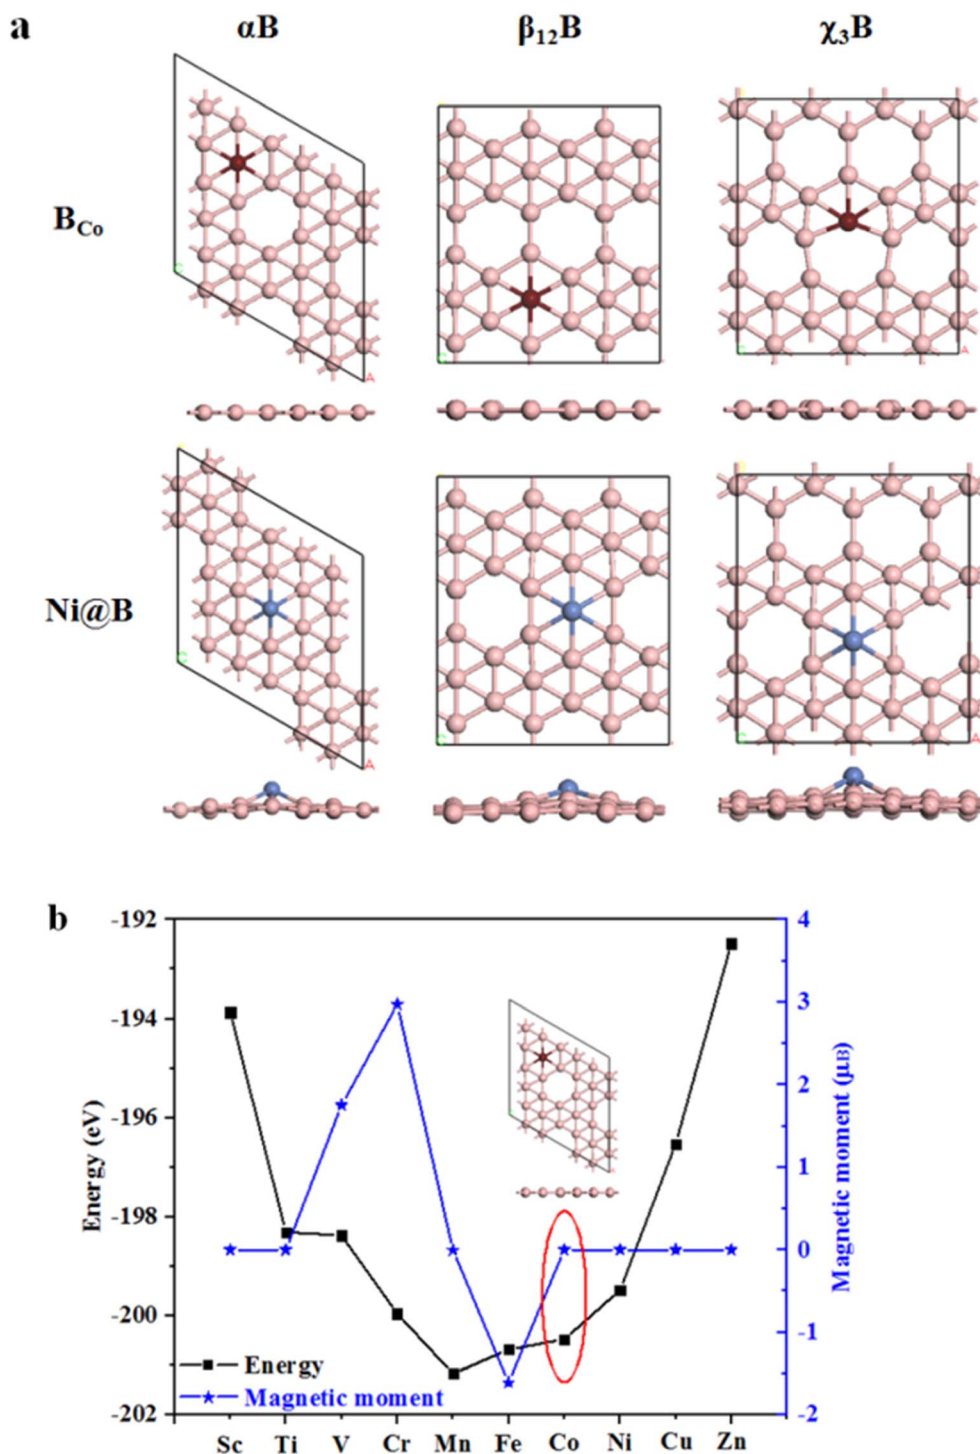 a
αB β₁₂B χ₃B
B_Co
C
A
C
C
A
Ni@B
C
A
C
C
A
b
Energy (eV)
-192
-194
-196
-198
-200
-202
4
3
2
1
0
-1
-2
Magnetic moment (μB)
Energy
Magnetic moment
Sc Ti V Cr Mn Fe Co Ni Cu Zn